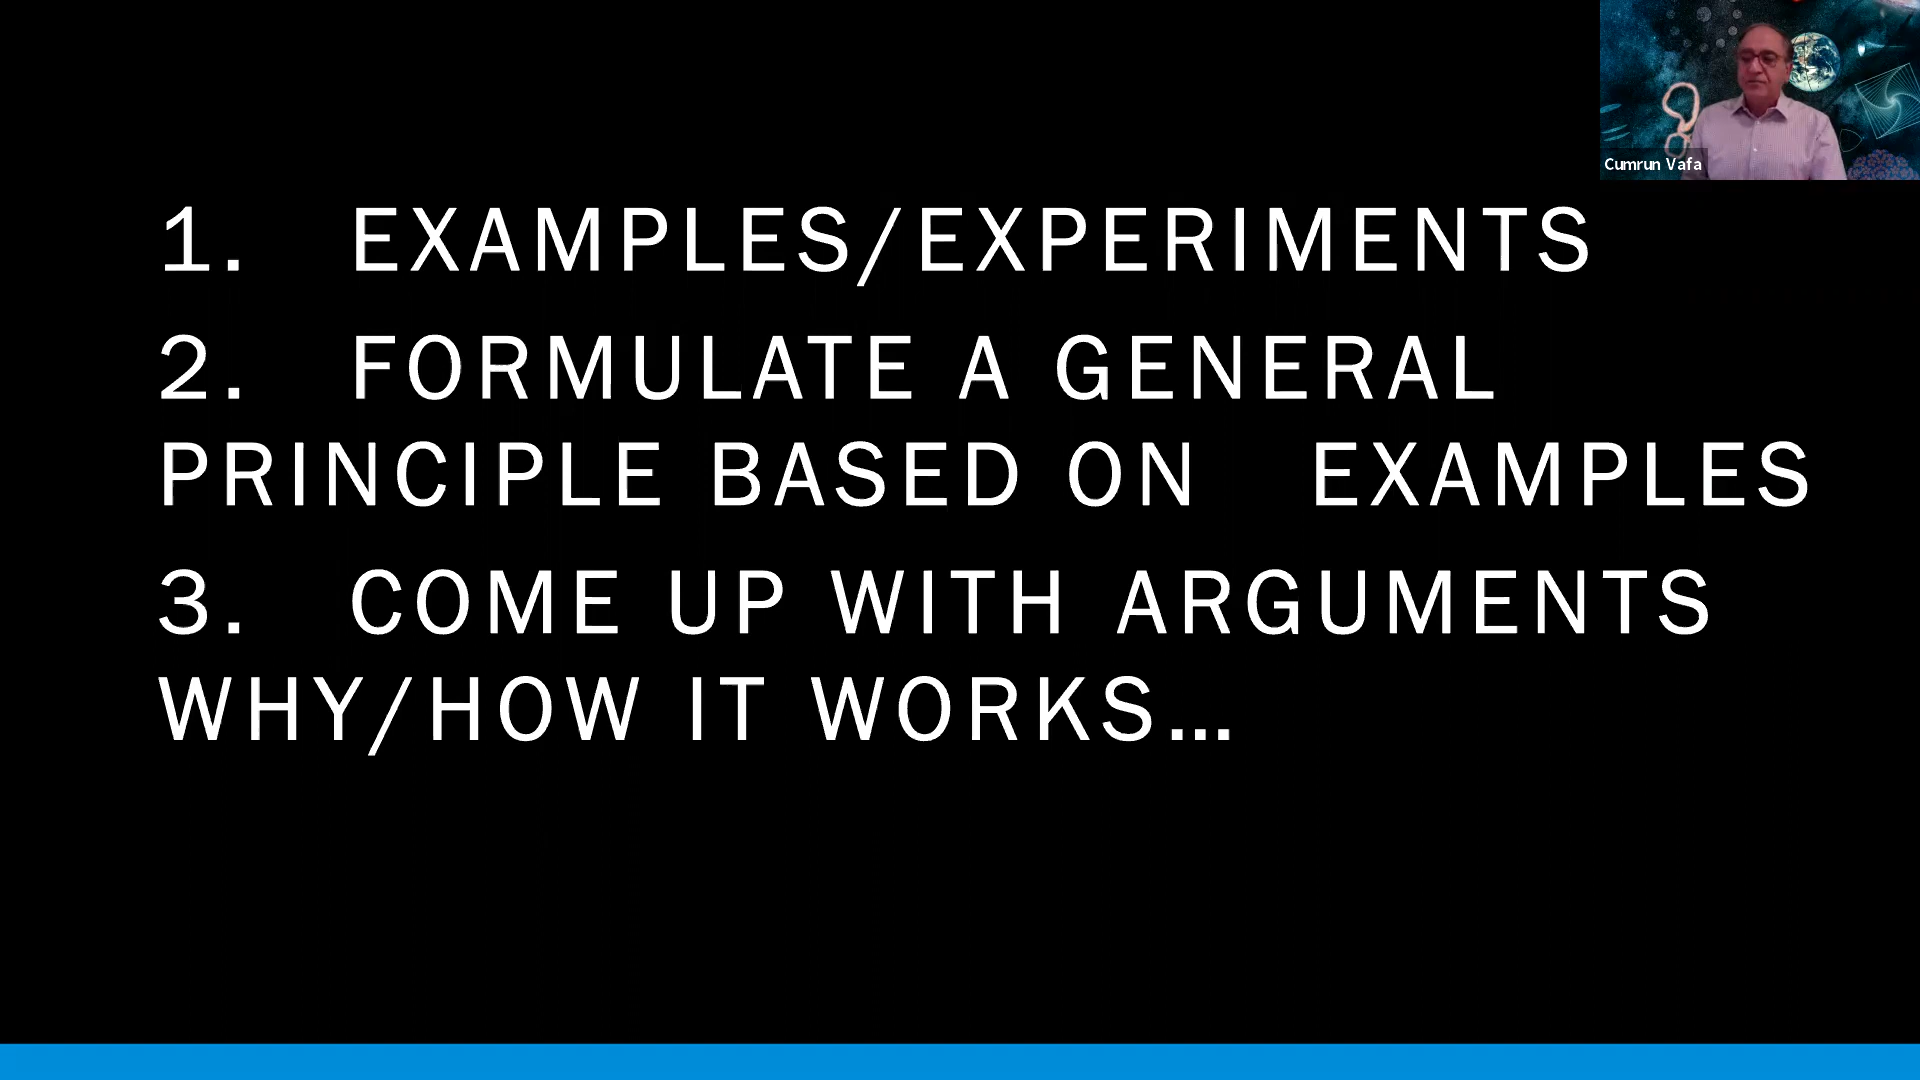 Cumrun Vafa
1. EXAMPLES/EXPERIMENTS
2. FORMULATE A GENERAL
PRINCIPLE BASED ON EXAMPLES
3. COME UP WITH ARGUMENTS
WHY/HOW IT WORKS...